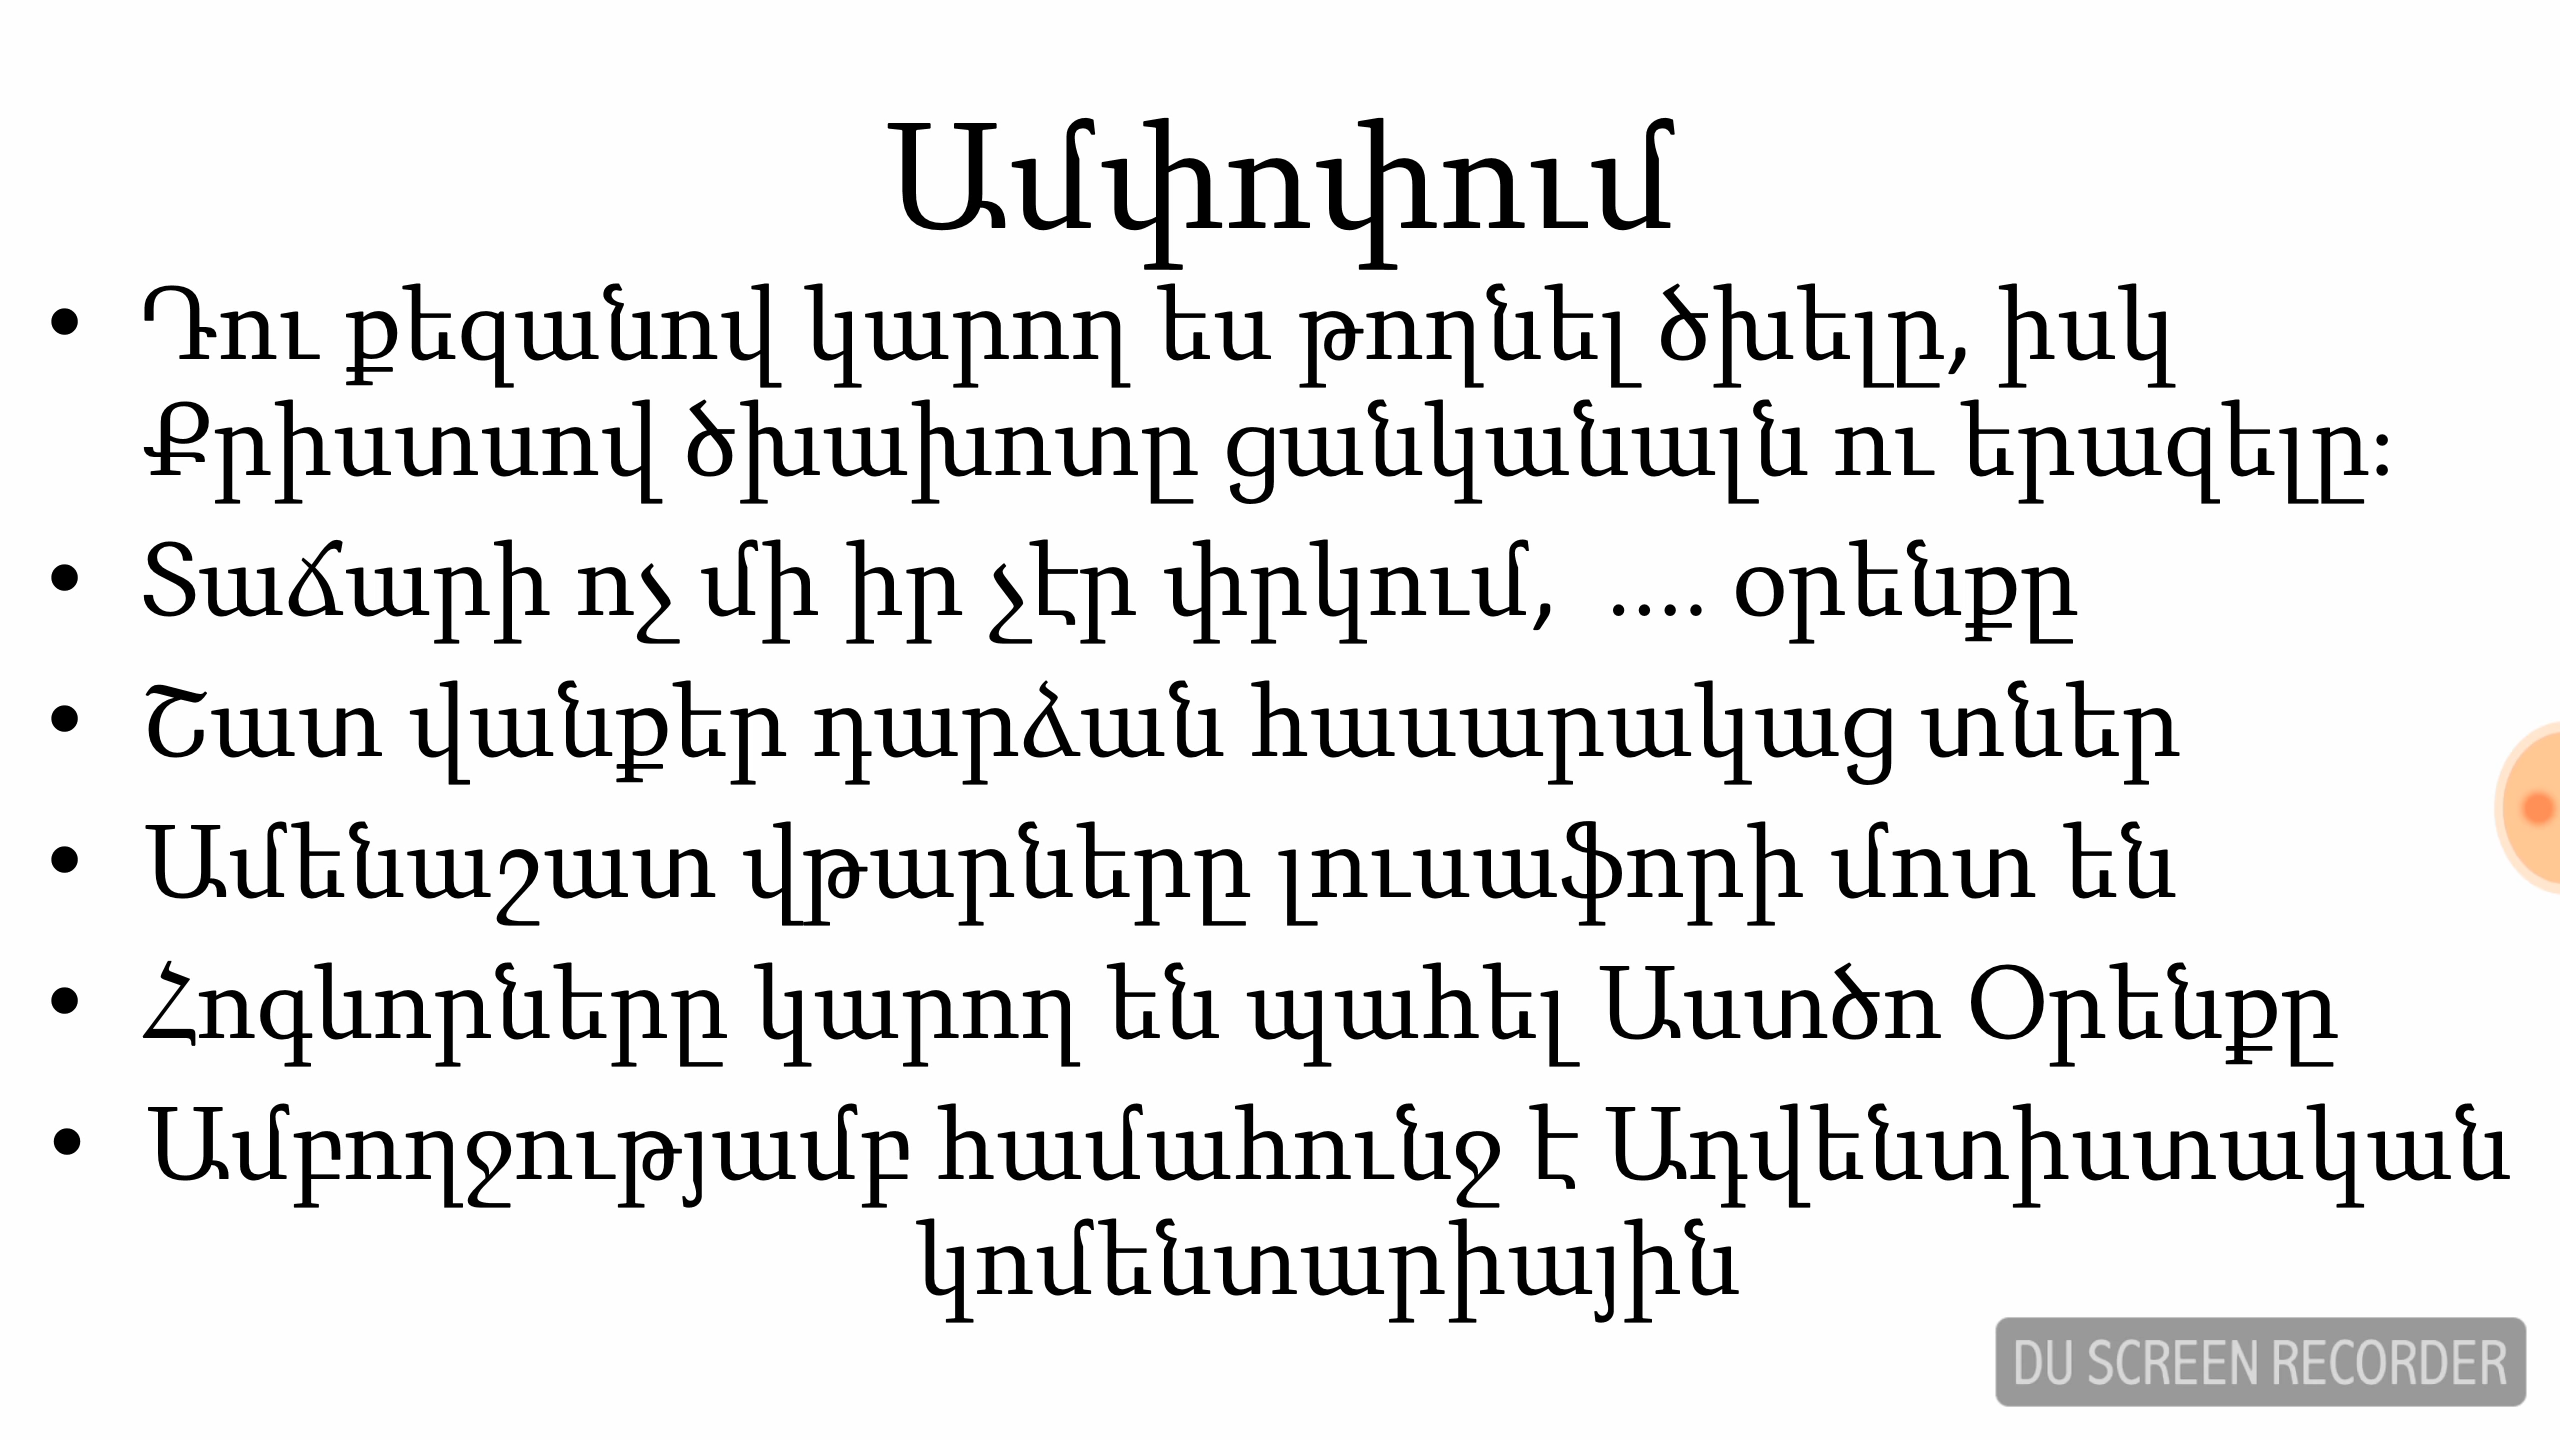 Ամփոփում
• Դու քեզանով կարող ես թողնել ծխելը, իսկ
Քրիստսով ծխախոտը ցանկանալն ու երազելը։
• Տաճարի ոչ մի իր չէր փրկում,  .... օրենքը
• Շատ վանքեր դարձան հասարակաց տներ
• Ամենաշատ վթարները լուսաֆորի մոտ են
• Հոգևորները կարող են պահել Աստծո Օրենքը
• Ամբողջությամբ համահունջ է Ադվենտիստական
կոմենտարիային
DU SCREEN RECORDER